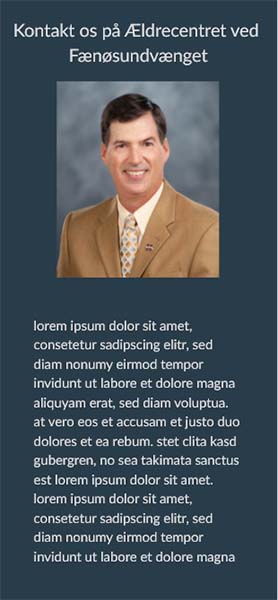 Kontakt os på Ældrecentret ved
Fænøsundvænget
lorem ipsum dolor sit amet,
consetetur sadipscing elitr, sed
diam nonumy eirmod tempor
invidunt ut labore et dolore magna
aliquyam erat, sed diam voluptua.
at vero eos et accusam et justo duo
dolores et ea rebum. stet clita kasd
gubergren, no sea takimata sanctus
est lorem ipsum dolor sit amet.
lorem ipsum dolor sit amet,
consetetur sadipscing elitr, sed
diam nonumy eirmod tempor
invidunt ut labore et dolore magna